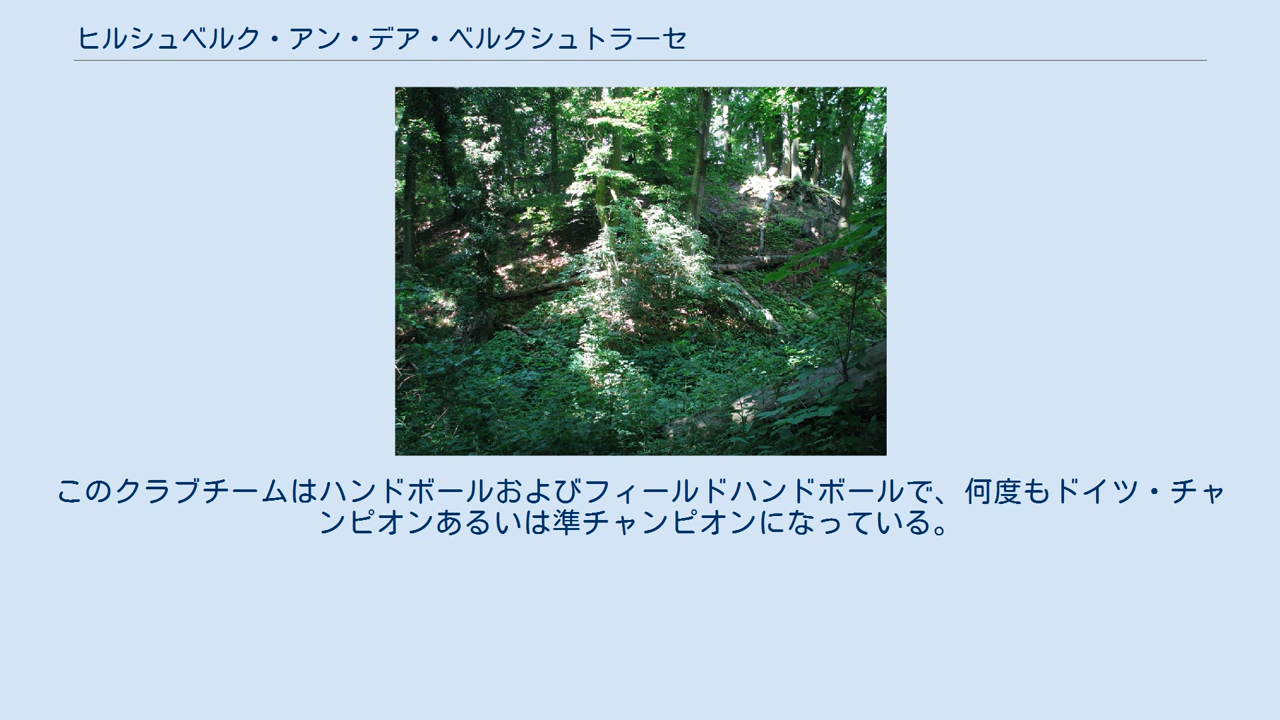 ヒルシュベルク・アン・デア・ベルクシュトラーセ
このクラブチームはハンドボールおよびフィールドハンドボールで、何度もドイツ・チャ
ンピオンあるいは準チャンピオンになっている。